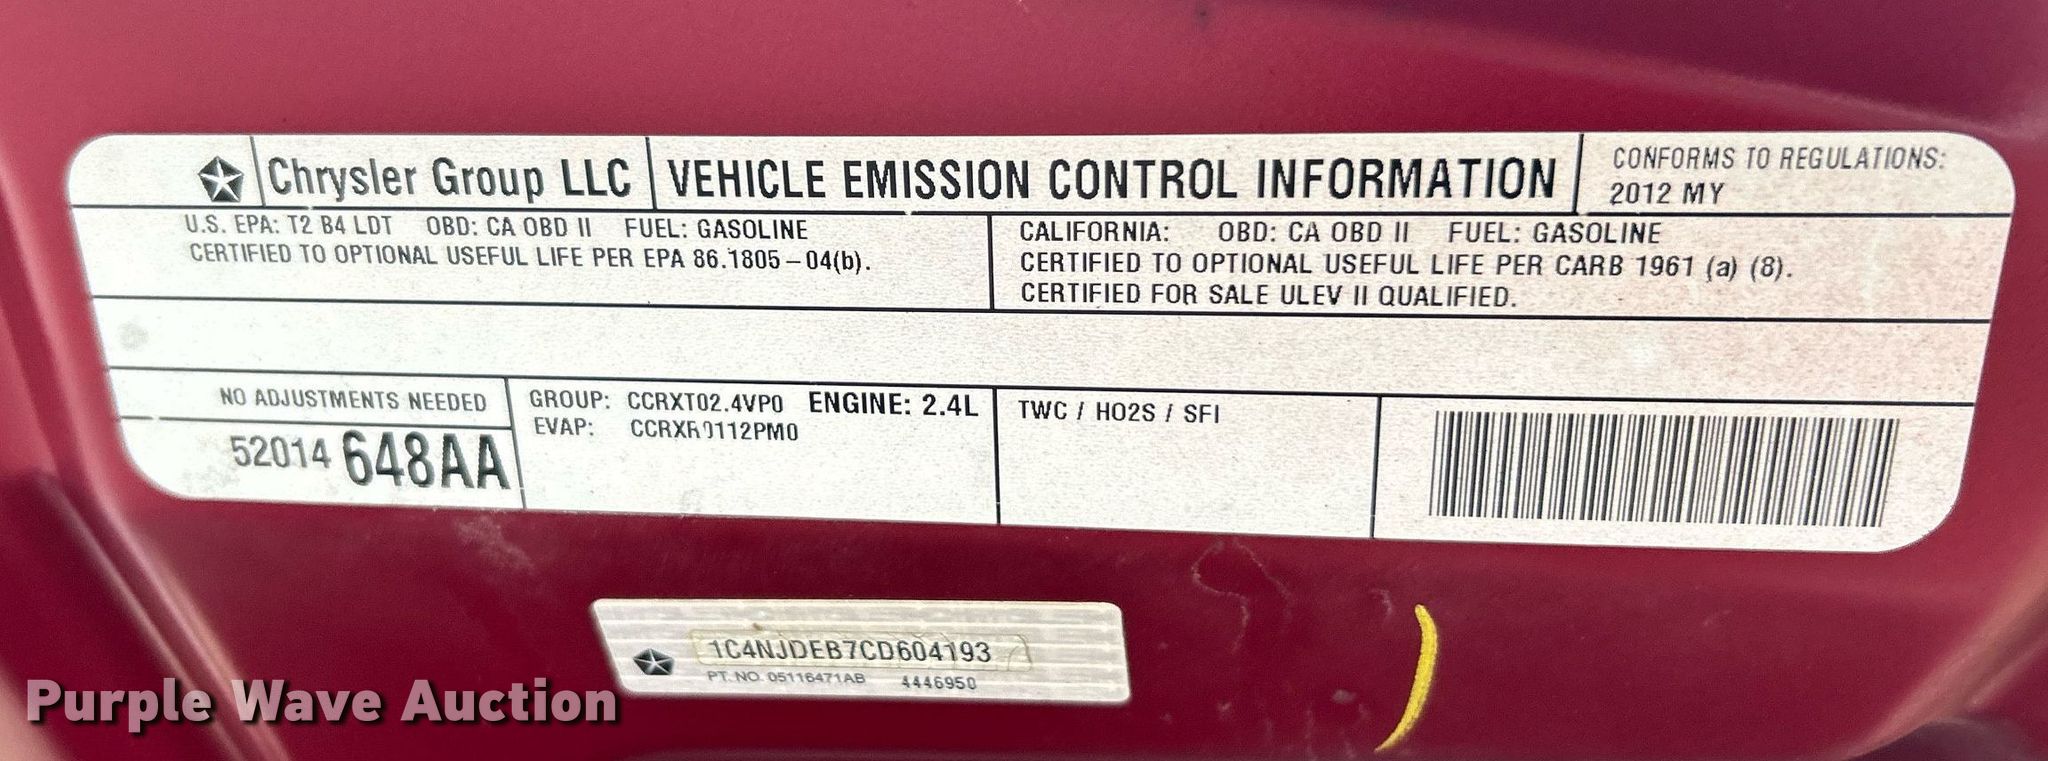 Chrysler Group LLC VEHICLE EMISSION CONTROL INFORMATION
CONFORMS TO REGULATIONS:
2012 MY
U.S. EPA: T2 B4 LDT OBD: CA OBD II FUEL: GASOLINE
CERTIFIED TO OPTIONAL USEFUL LIFE PER EPA 86.1805-04(b).
CALIFORNIA: OBD: CA OBD II FUEL: GASOLINE
CERTIFIED TO OPTIONAL USEFUL LIFE PER CARB 1961 (a) (8).
CERTIFIED FOR SALE ULEV II QUALIFIED.
NO ADJUSTMENTS NEEDED
52014 648AA
GROUP: CCRXT02.4VP0 ENGINE: 2.4L
EVAP: CCRXR0112PM0
TWC / HO2S / SFI
1C4NJDEB7CD604193
PT. NO. 05116471AB 4446950
Purple Wave Auction